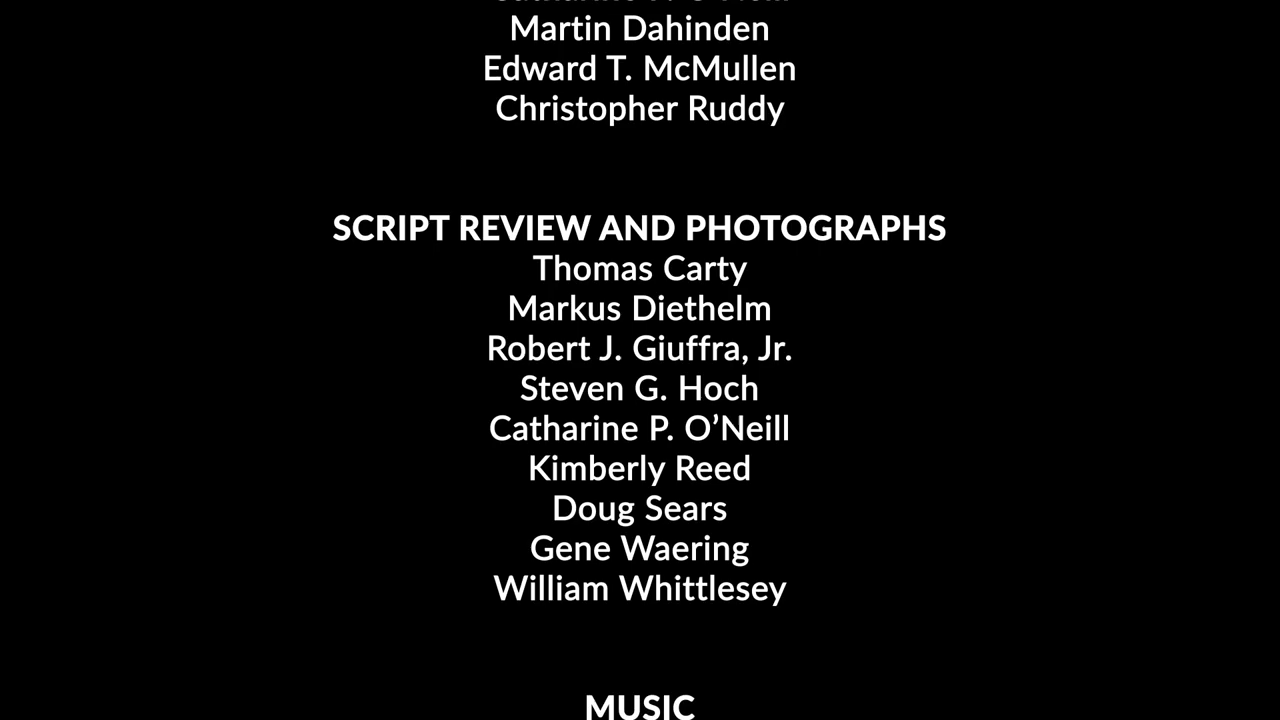 Martin Dahinden
Edward T. McMullen
Christopher Ruddy
SCRIPT REVIEW AND PHOTOGRAPHS
Thomas Carty
Markus Diethelm
Robert J. Giuffra, Jr.
Steven G. Hoch
Catharine P. O’Neill
Kimberly Reed
Doug Sears
Gene Waering
William Whittlesey
MUSIC